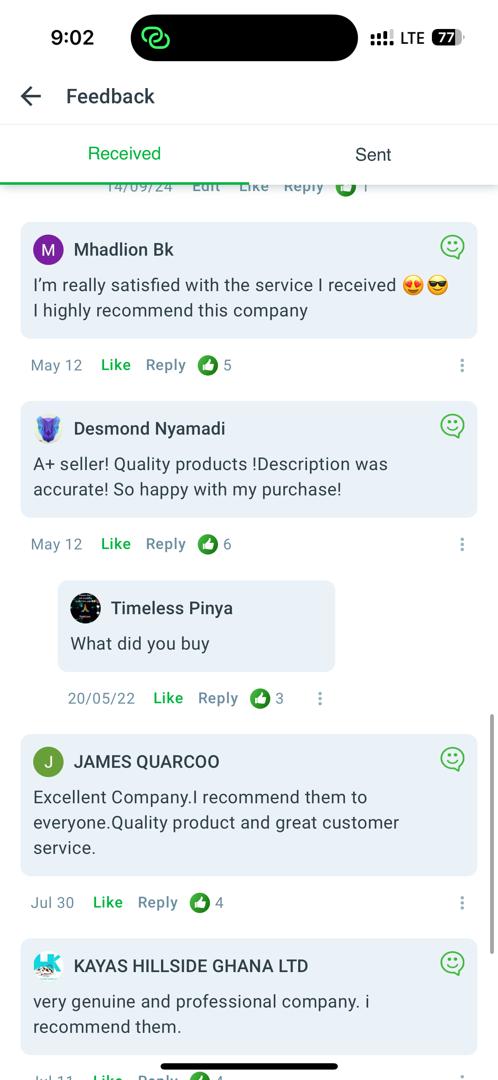 9:02
LTE 77
Feedback
Received
Sent
14/09/24 Edit Like Reply 1
M Mhadlion Bk
I'm really satisfied with the service I received 😍😎
I highly recommend this company
May 12 Like Reply 5
Desmond Nyamadi
A+ seller! Quality products !Description was
accurate! So happy with my purchase!
May 12 Like Reply 6
Timeless Pinya
What did you buy
20/05/22 Like Reply 3
J JAMES QUARCOO
Excellent Company.I recommend them to
everyone.Quality product and great customer
service.
Jul 30 Like Reply 4
KAYAS HILLSIDE GHANA LTD
very genuine and professional company. i
recommend them.
Jul 11 Like Reply 4